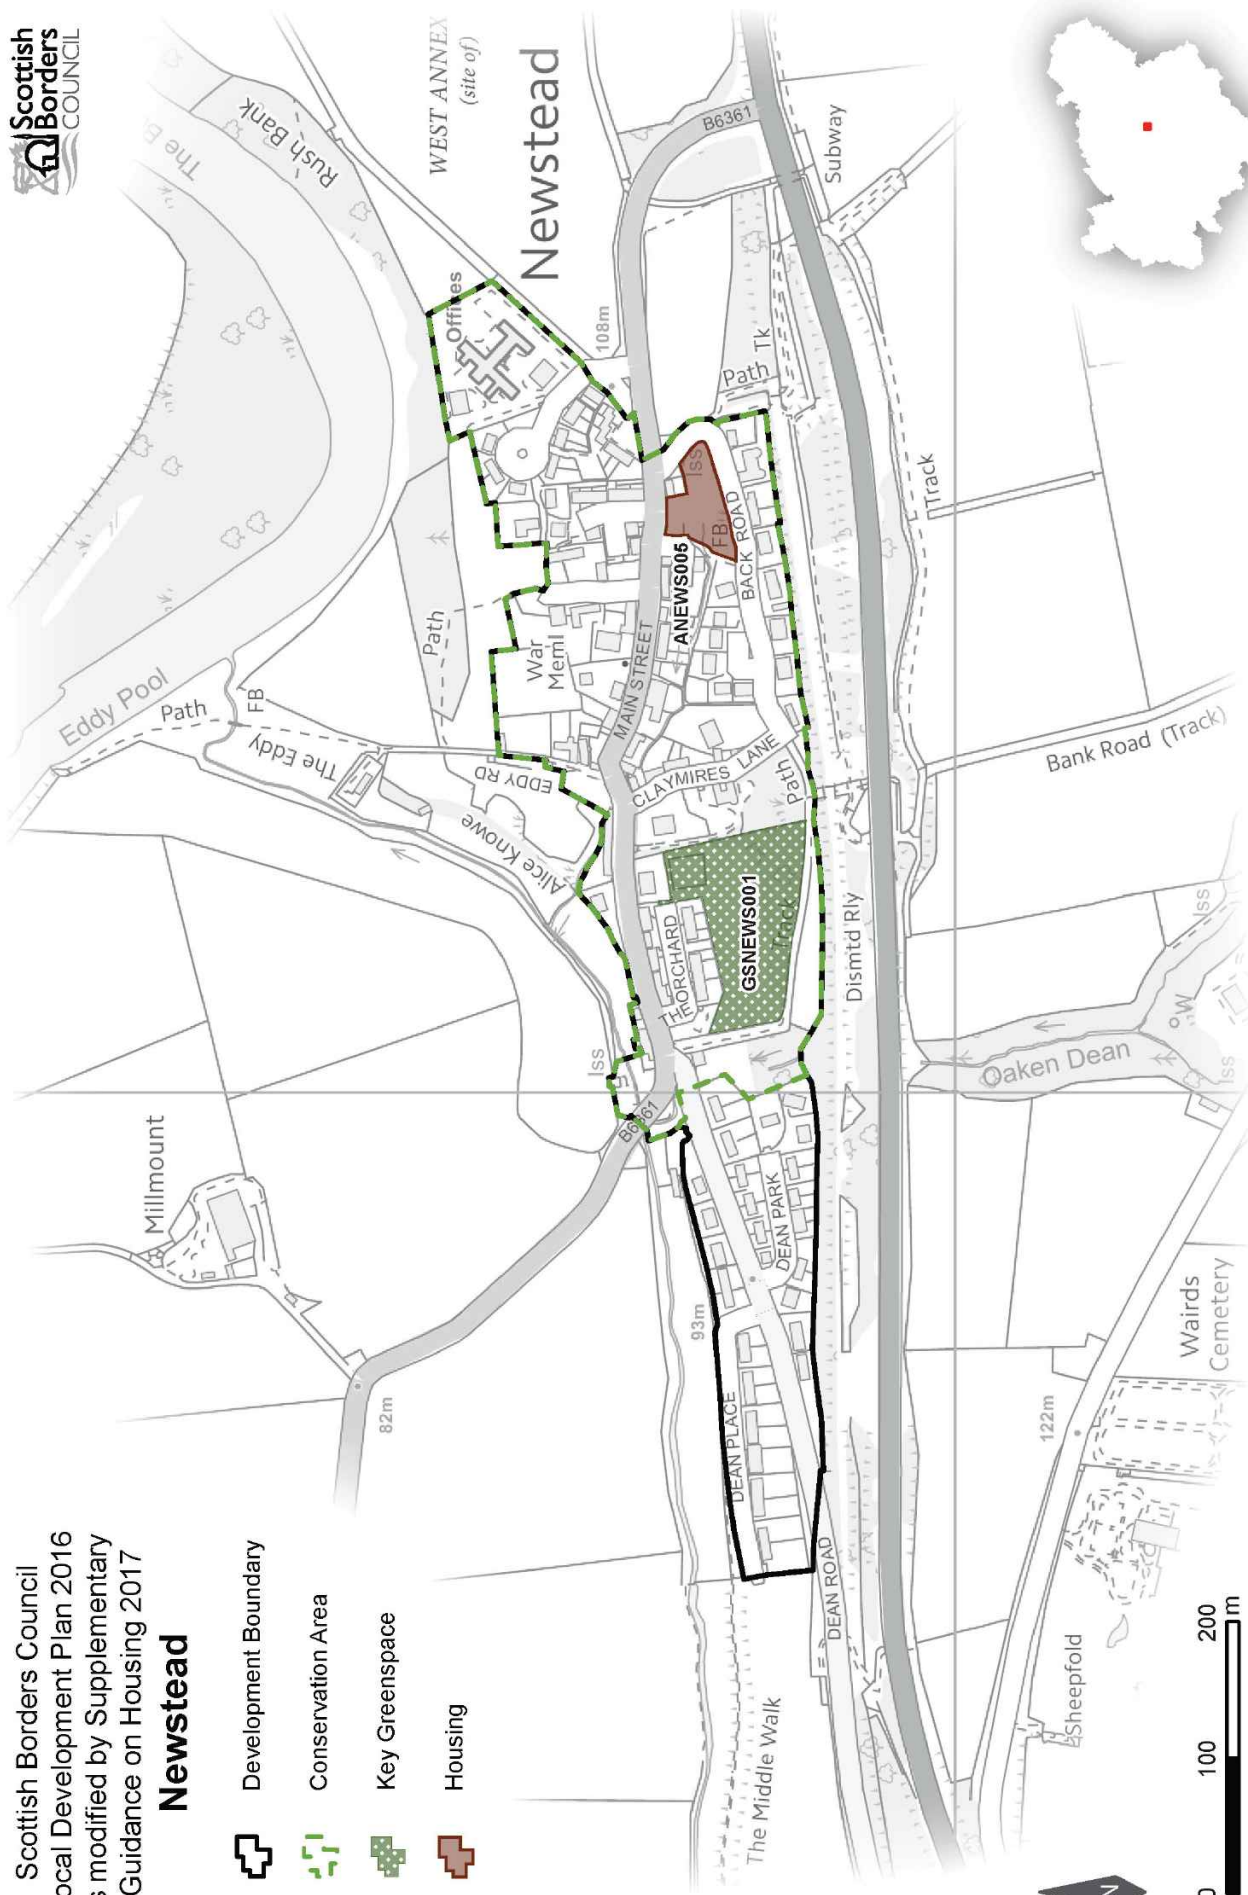 Scottish Borders Council
ocal Development Plan 2016
s modified by Supplementary
Guidance on Housing 2017
Newstead
Development Boundary
Conservation Area
Key Greenspace
Housing
Scottish
Borders
COUNCIL
Millmount
82m
B6361
Iss
Alice Knowe
The Eddy
EDDY RD
Path
FB
Eddy Pool
Path
Rush Bank
WEST ANNEX
(site of)
Newstead
Offices
108m
War
Meml
MAIN STREET
CLAYMIRES LANE
Path
ANEWS005
FB
Iss
BACK ROAD
Path
Tk
B6361
Subway
Track
Bank Road (Track)
THE ORCHARD
GSNEWS001
Track
Dismtd Rly
Oaken Dean
W
Iss
Iss
DEAN PARK
93m
DEAN PLACE
DEAN ROAD
The Middle Walk
Sheepfold
122m
Wairds
Cemetery
N
0 100 200
m